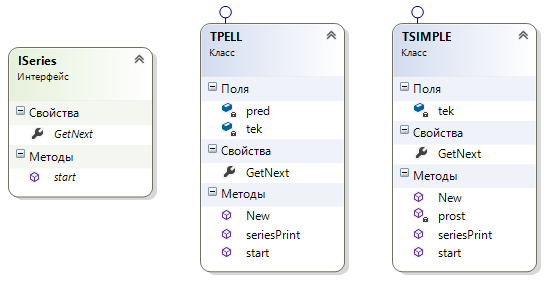 ISeries
Интерфейс
Свойства
GetNext
Методы
start
TPELL
Класс
Поля
pred
tek
Свойства
GetNext
Методы
New
seriesPrint
start
TSIMPLE
Класс
Поля
tek
Свойства
GetNext
Методы
New
prost
seriesPrint
start